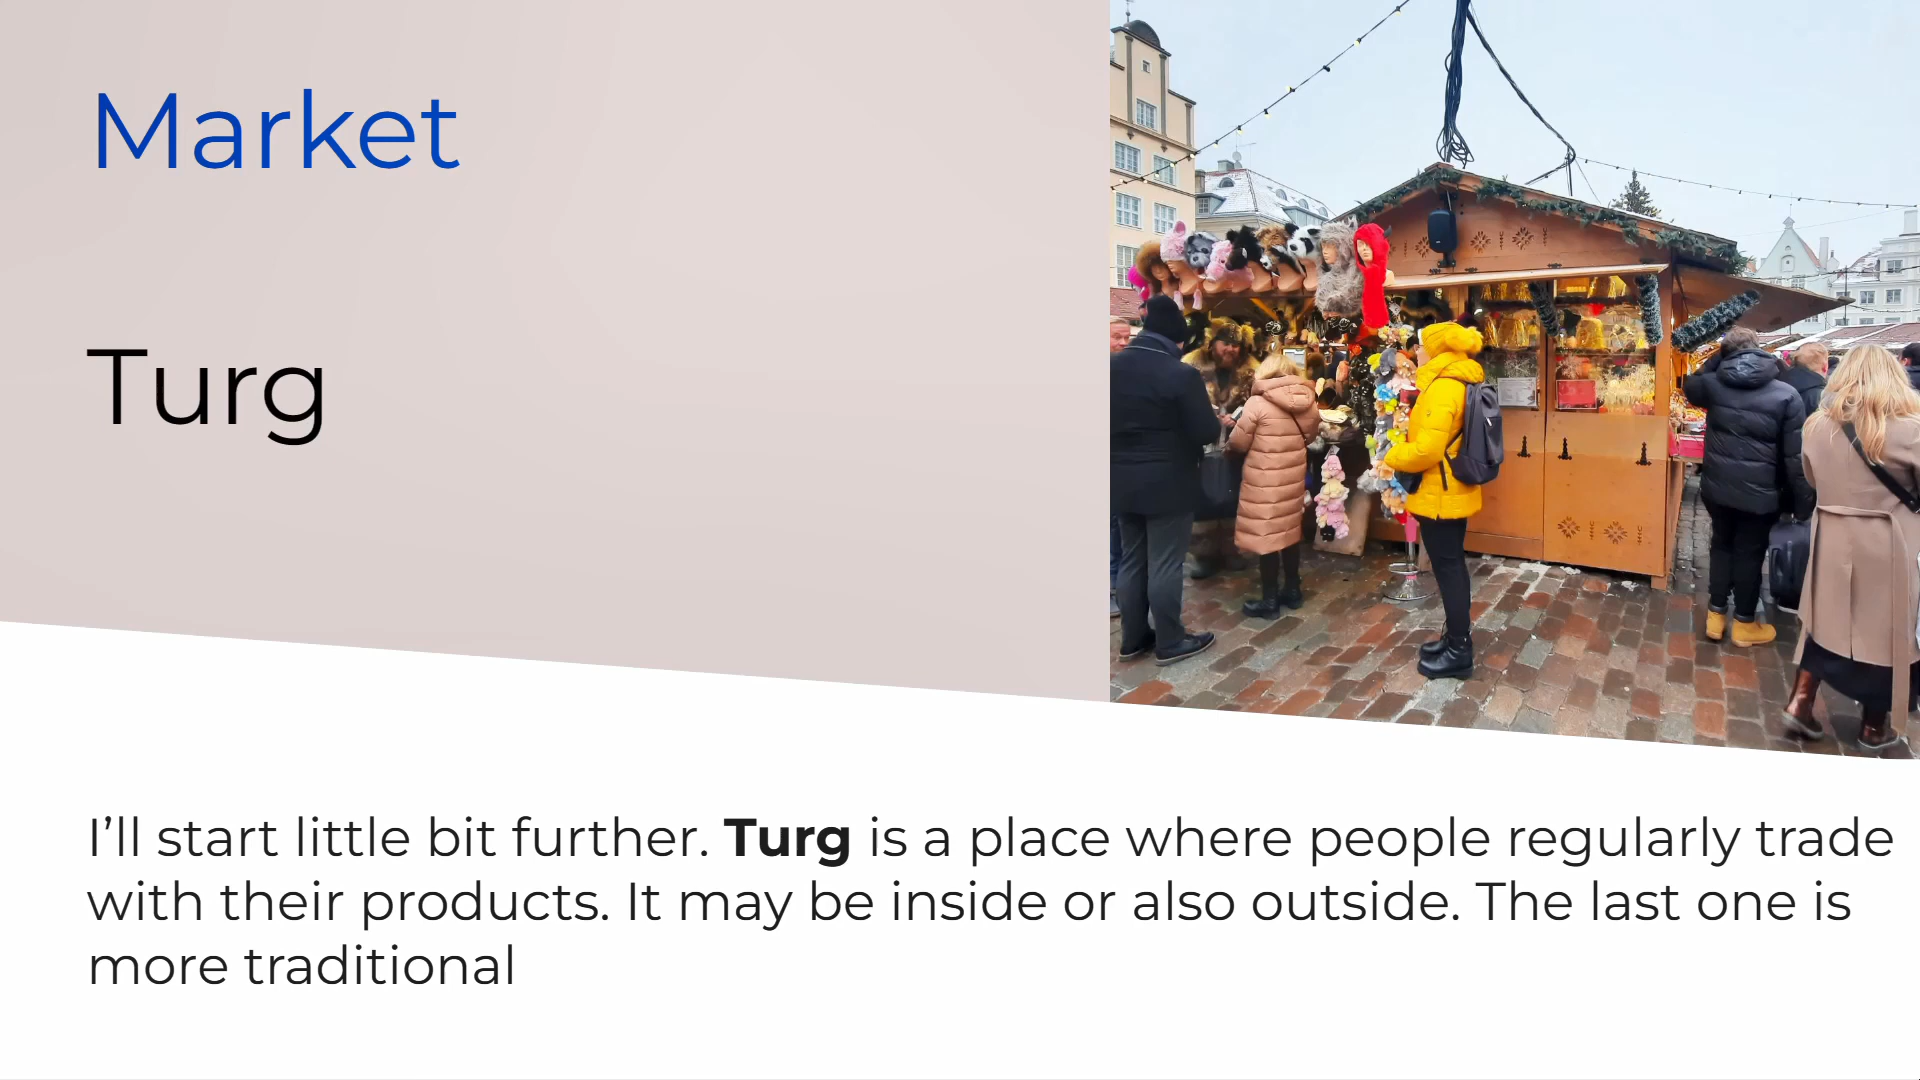 Market
Turg
I’ll start little bit further. Turg is a place where people regularly trade
with their products. It may be inside or also outside. The last one is
more traditional